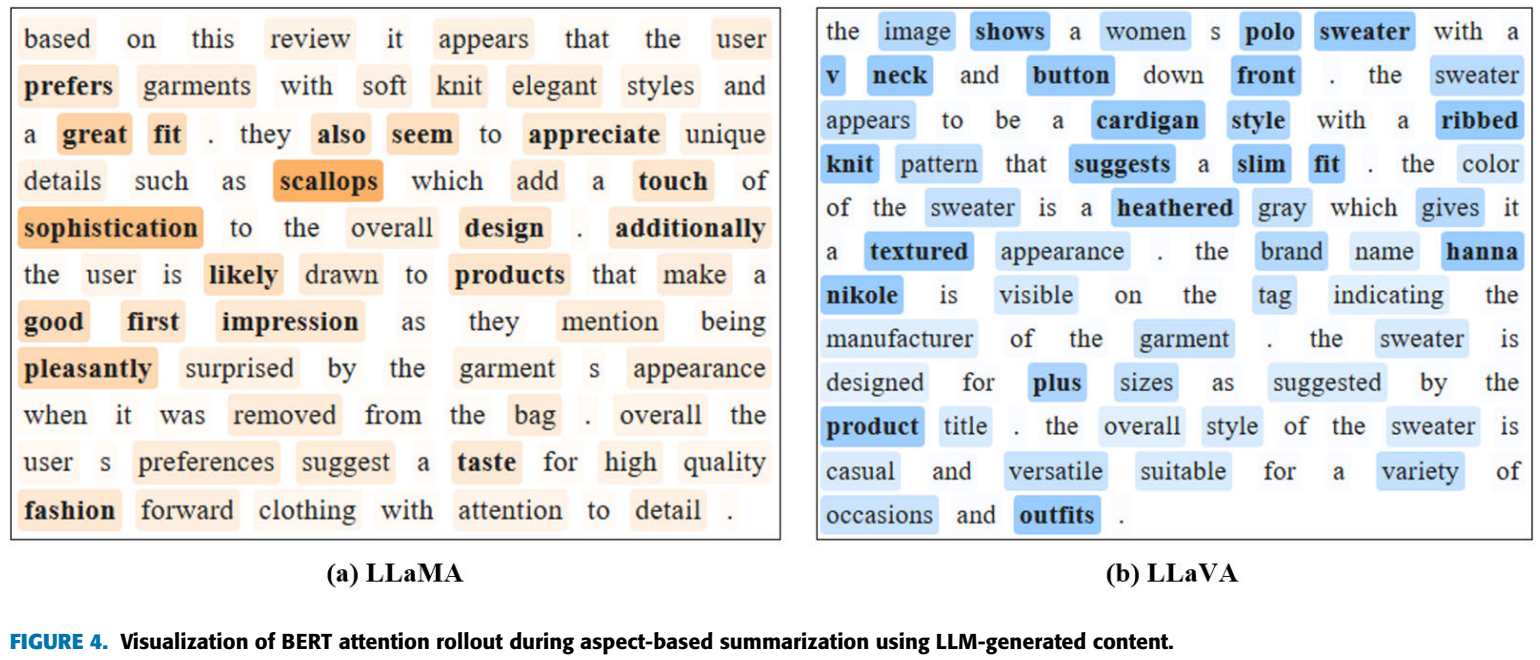 based on this review it appears that the user
prefers garments with soft knit elegant styles and
a great fit . they also seem to appreciate unique
details such as scallops which add a touch of
sophistication to the overall design . additionally
the user is likely drawn to products that make a
good first impression as they mention being
pleasantly surprised by the garment s appearance
when it was removed from the bag . overall the
user s preferences suggest a taste for high quality
fashion forward clothing with attention to detail .
(a) LLaMA
the image shows a women s polo sweater with a
v neck and button down front . the sweater
appears to be a cardigan style with a ribbed
knit pattern that suggests a slim fit . the color
of the sweater is a heathered gray which gives it
a textured appearance . the brand name hanna
nikole is visible on the tag indicating the
manufacturer of the garment . the sweater is
designed for plus sizes as suggested by the
product title . the overall style of the sweater is
casual and versatile suitable for a variety of
occasions and outfits .
(b) LLaVA
FIGURE 4. Visualization of BERT attention rollout during aspect-based summarization using LLM-generated content.